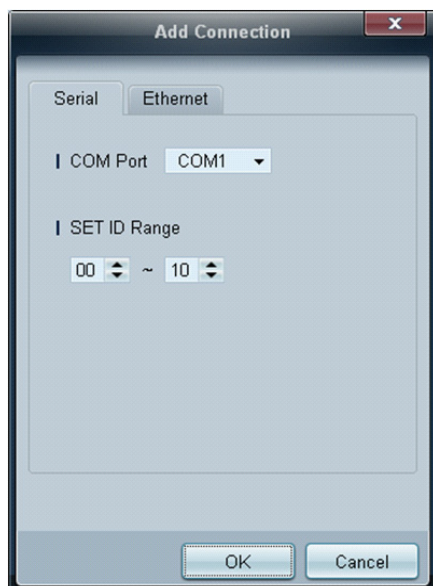 Add Connection
Serial Ethernet
COM Port COM1
SET ID Range
00 ~ 10
OK Cancel